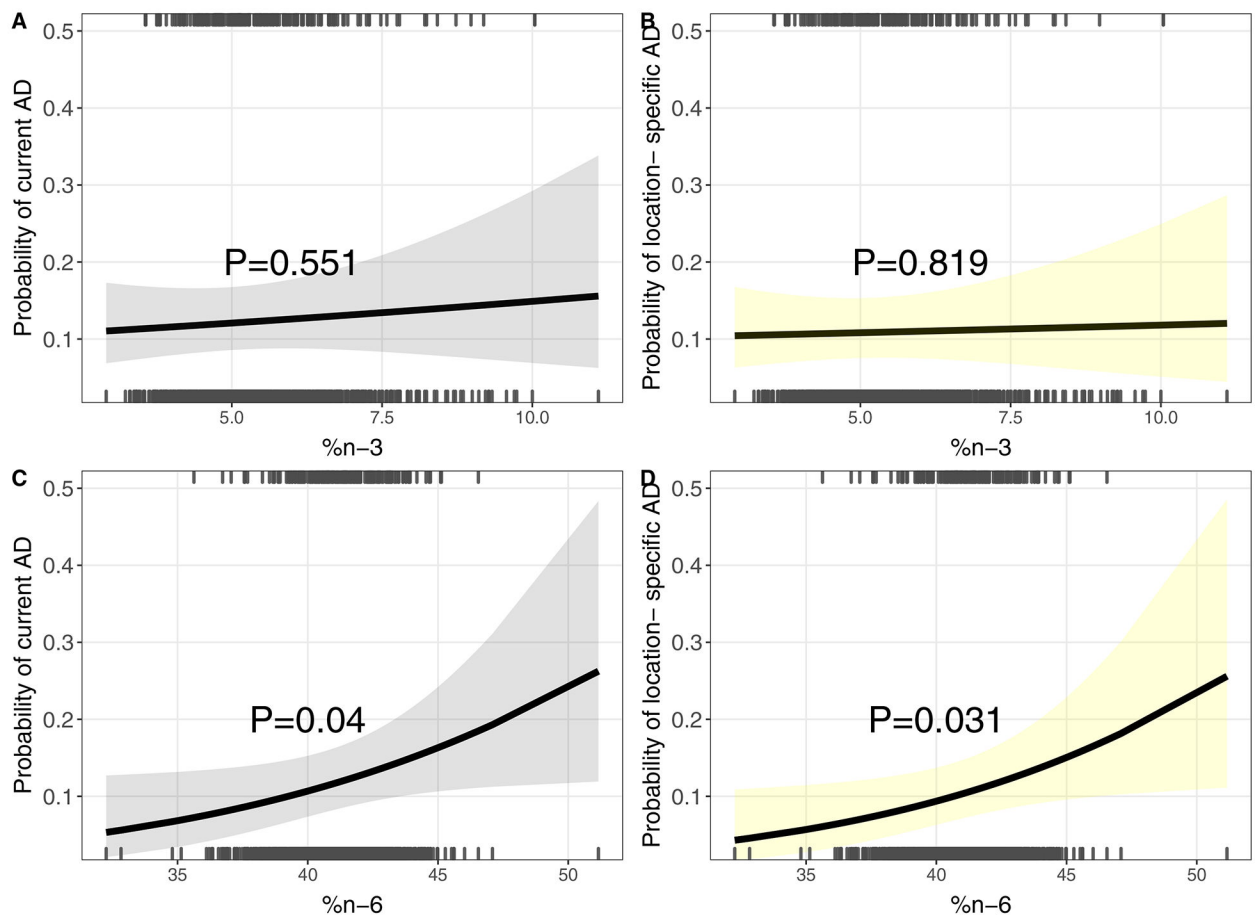 A
Probability of current AD
0.5
0.4
0.3
0.2
0.1
P=0.551
5.0 7.5 10.0
%n−3
B
Probability of location− specific AD
0.5
0.4
0.3
0.2
0.1
P=0.819
5.0 7.5 10.0
%n−3
C
Probability of current AD
0.5
0.4
0.3
0.2
0.1
P=0.04
35 40 45 50
%n−6
D
Probability of location− specific AD
0.5
0.4
0.3
0.2
0.1
P=0.031
35 40 45 50
%n−6